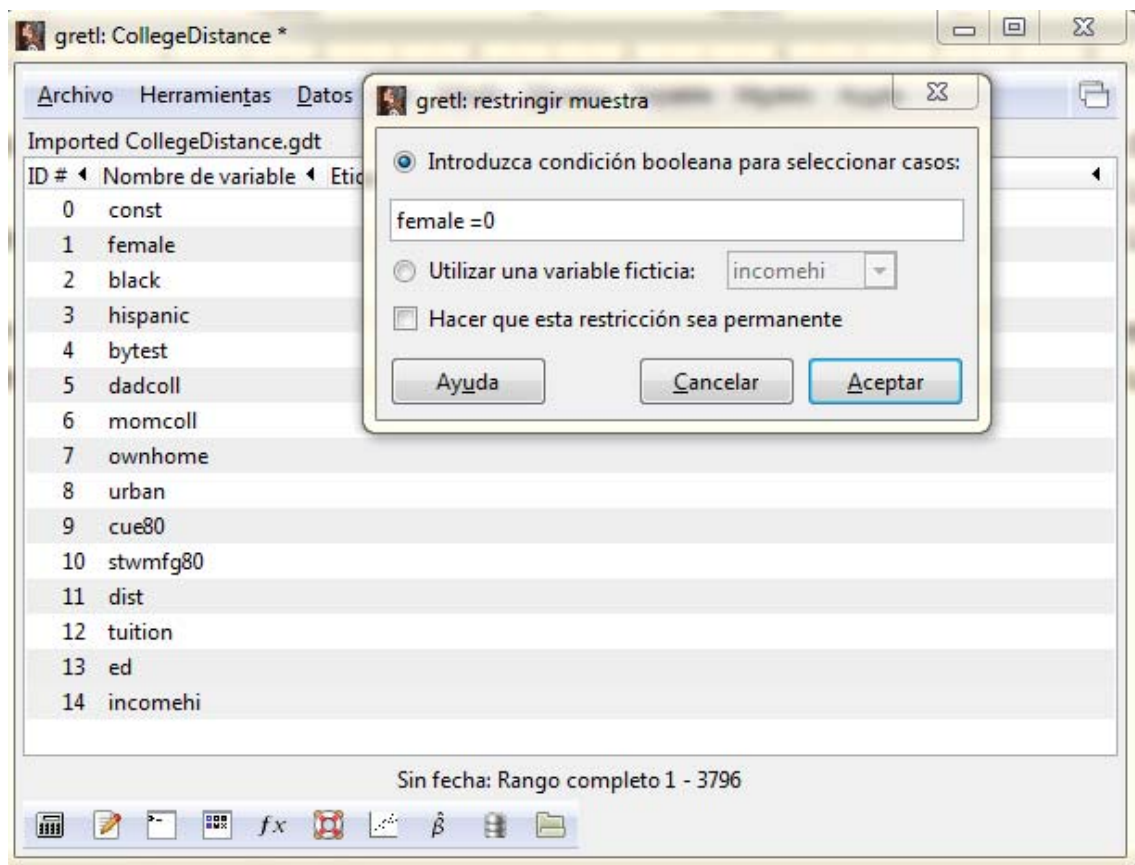 gretl: CollegeDistance *
Archivo Herramientas Datos
gretl: restringir muestra
Imported CollegeDistance.gdt
ID # Nombre de variable Etic
Introduzca condición booleana para seleccionar casos:
female =0
Utilizar una variable ficticia: incomehi
Hacer que esta restricción sea permanente
Ayuda Cancelar Aceptar
0 const
1 female
2 black
3 hispanic
4 bytest
5 dadcoll
6 momcoll
7 ownhome
8 urban
9 cue80
10 stwmfg80
11 dist
12 tuition
13 ed
14 incomehi
Sin fecha: Rango completo 1 - 3796
fx β̂